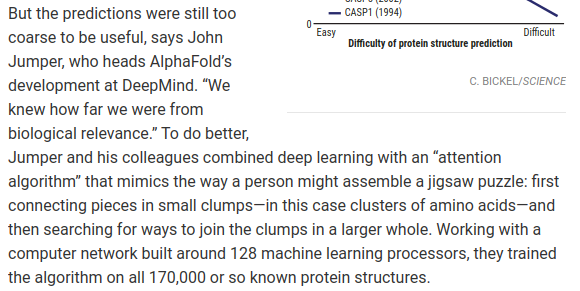 But the predictions were still too
coarse to be useful, says John
Jumper, who heads AlphaFold’s
development at DeepMind. “We
knew how far we were from
biological relevance.” To do better,
Jumper and his colleagues combined deep learning with an “attention
algorithm” that mimics the way a person might assemble a jigsaw puzzle: first
connecting pieces in small clumps—in this case clusters of amino acids—and
then searching for ways to join the clumps in a larger whole. Working with a
computer network built around 128 machine learning processors, they trained
the algorithm on all 170,000 or so known protein structures.
CASP1 (1994)
0
Easy
Difficult
Difficulty of protein structure prediction
C. BICKEL/SCIENCE